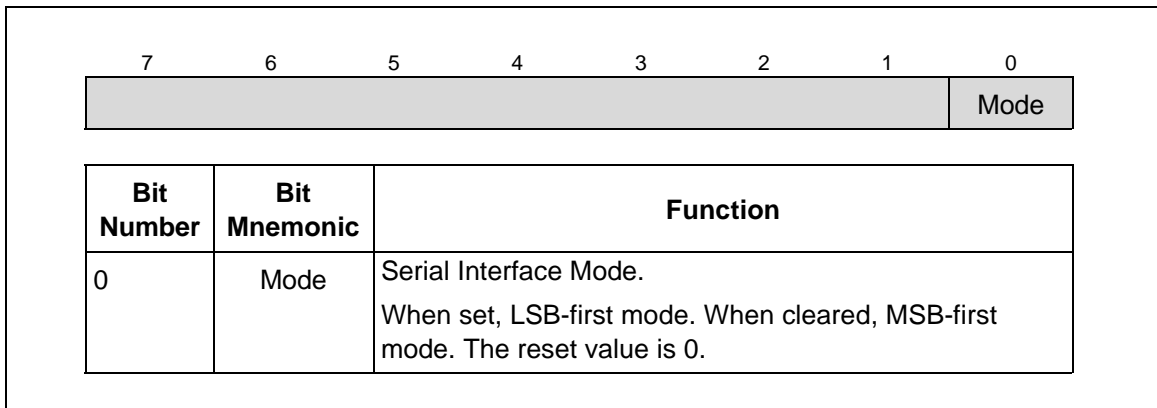 7 6 5 4 3 2 1 0
Mode
Bit Number Bit Mnemonic Function
0 Mode Serial Interface Mode.
When set, LSB-first mode. When cleared, MSB-first
mode. The reset value is 0.